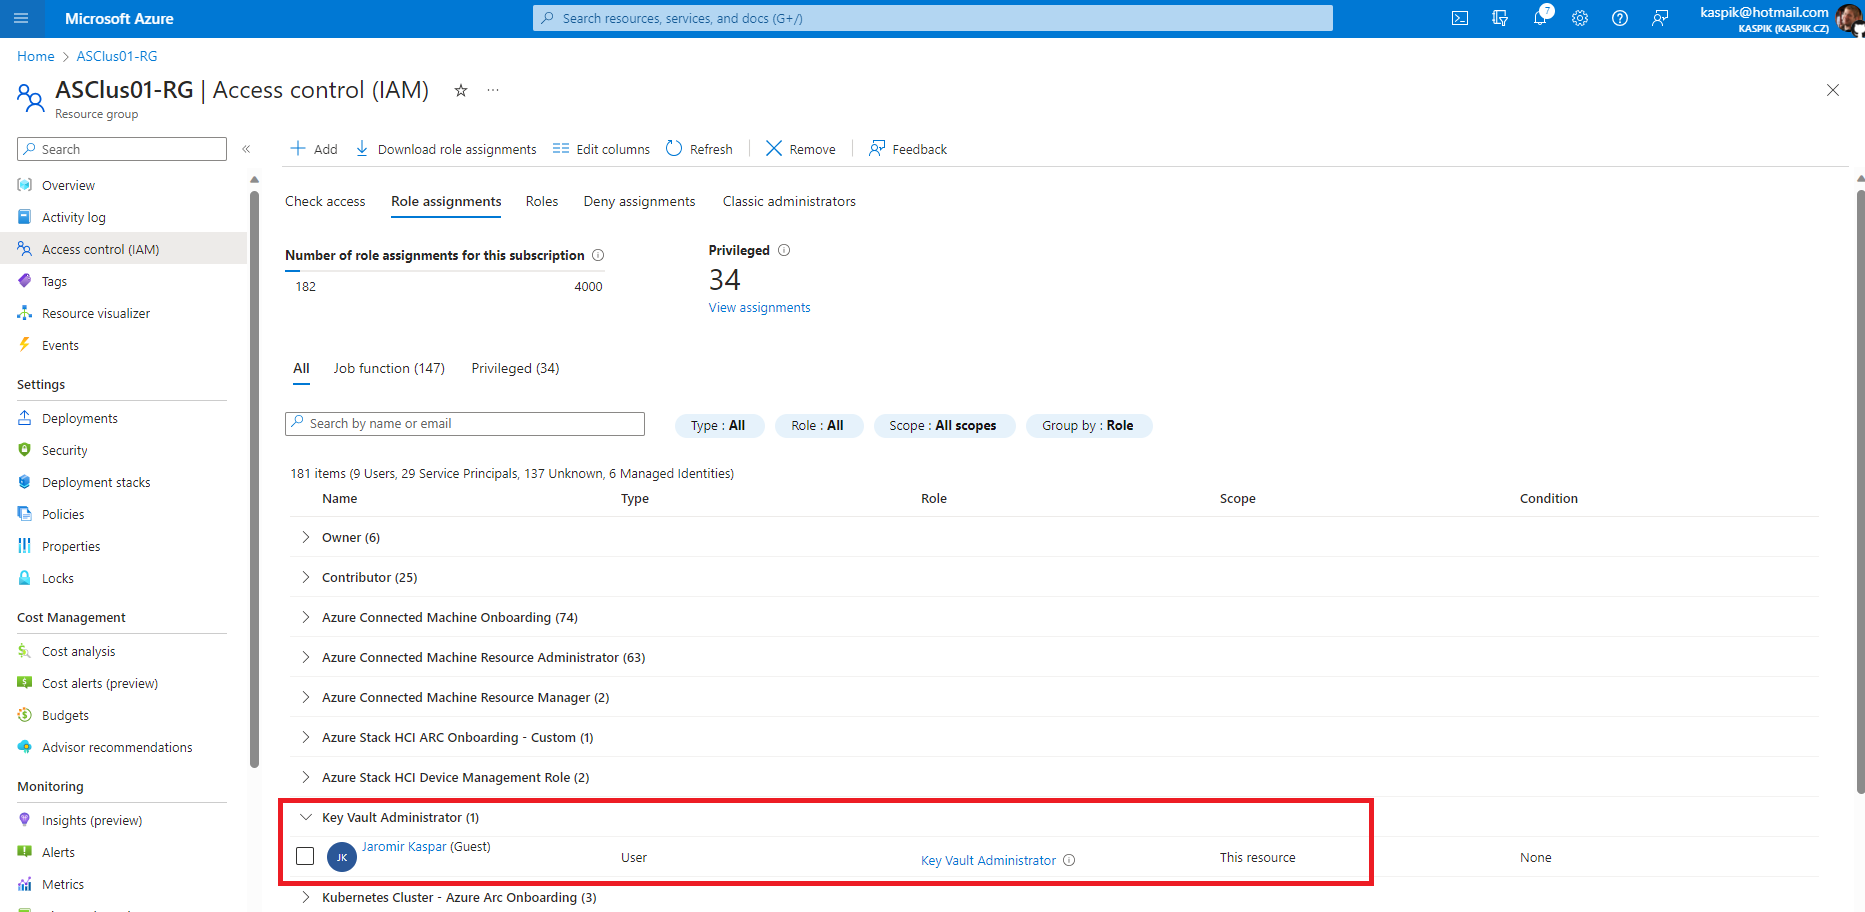 Microsoft Azure
Search resources, services, and docs (G+/)
7
kaspik@hotmail.com
KASPIK (KASPIK.CZ)
Home > ASClus01-RG
ASClus01-RG | Access control (IAM)
Resource group
Search
Overview
Activity log
Access control (IAM)
Tags
Resource visualizer
Events
Settings
Deployments
Security
Deployment stacks
Policies
Properties
Locks
Cost Management
Cost analysis
Cost alerts (preview)
Budgets
Advisor recommendations
Monitoring
Insights (preview)
Alerts
Metrics
Add Download role assignments Edit columns Refresh Remove Feedback
Check access Role assignments Roles Deny assignments Classic administrators
Number of role assignments for this subscription
182 4000
Privileged
34
View assignments
All Job function (147) Privileged (34)
Search by name or email
Type : All Role : All Scope : All scopes Group by : Role
181 items (9 Users, 29 Service Principals, 137 Unknown, 6 Managed Identities)
Name Type Role Scope Condition
Owner (6)
Contributor (25)
Azure Connected Machine Onboarding (74)
Azure Connected Machine Resource Administrator (63)
Azure Connected Machine Resource Manager (2)
Azure Stack HCI ARC Onboarding - Custom (1)
Azure Stack HCI Device Management Role (2)
Key Vault Administrator (1)
JK Jaromir Kaspar (Guest) User Key Vault Administrator This resource None
Kubernetes Cluster - Azure Arc Onboarding (3)